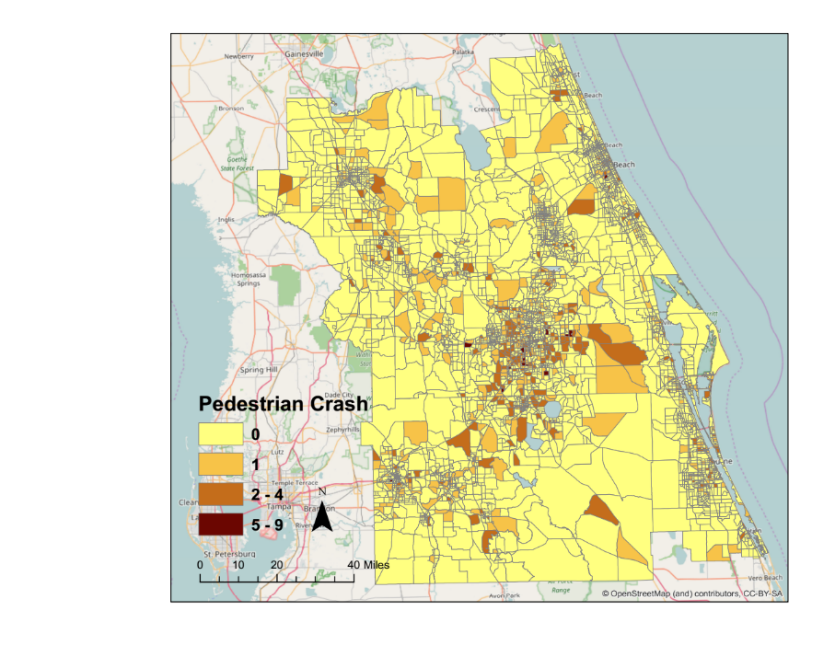 Gainesville
Palatka
Newberry
Beach
Bronson
Crescent
Beach
Goethe
State Forest
Beach
Inglis
Homosassa
Springs
Spring Hill
Pedestrian Crash
Dade City
0
Zephyrhills
1
Lutz
2 - 4
Temple Terrace
N
Tampa
5 - 9
St. Petersburg
0 10 20 40 Miles
Avon Park
Range
Vero Beach
© OpenStreetMap (and) contributors, CC-BY-SA